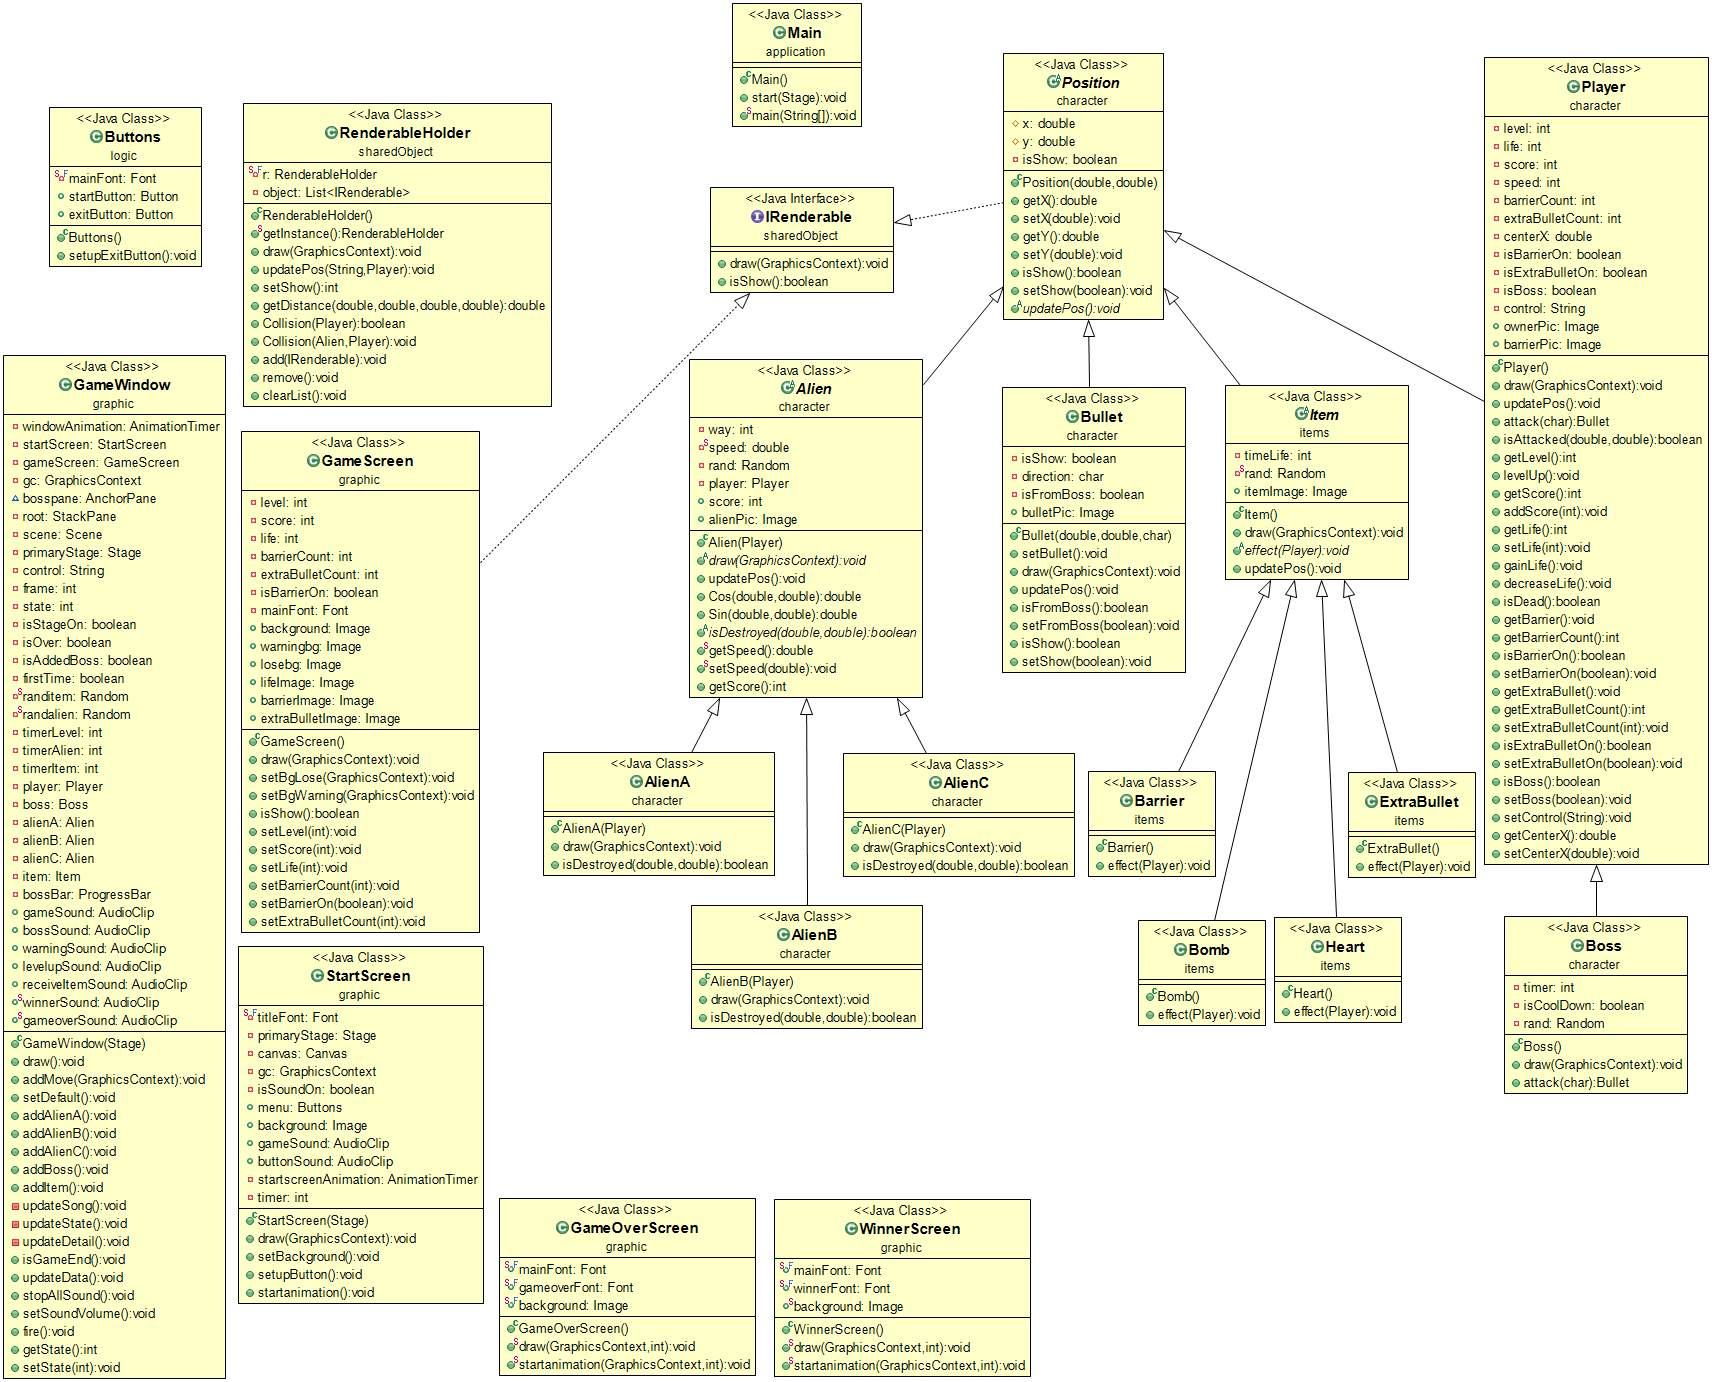 <<Java Class>>
Main
application
Main()
start(Stage):void
main(String[]):void
<<Java Class>>
Position
character
x: double
y: double
isShow: boolean
Position(double,double)
getX():double
setX(double):void
getY():double
setY(double):void
isShow():boolean
setShow(boolean):void
updatePos():void
<<Java Class>>
Player
character
level: int
life: int
score: int
speed: int
barrierCount: int
extraBulletCount: int
centerX: double
isBarrierOn: boolean
isExtraBulletOn: boolean
isBoss: boolean
control: String
ownerPic: Image
barrierPic: Image
Player()
draw(GraphicsContext):void
updatePos():void
attack(char):Bullet
isAttacked(double,double):boolean
getLevel():int
levelUp():void
getScore():int
addScore(int):void
getLife():int
setLife(int):void
gainLife():void
decreaseLife():void
isDead():boolean
getBarrier():void
getBarrierCount():int
isBarrierOn():boolean
setBarrierOn(boolean):void
getExtraBullet():void
getExtraBulletCount():int
setExtraBulletCount(int):void
isExtraBulletOn():boolean
setExtraBulletOn(boolean):void
isBoss():boolean
setBoss(boolean):void
setControl(String):void
getCenterX():double
setCenterX(double):void
<<Java Class>>
Buttons
logic
mainFont: Font
startButton: Button
exitButton: Button
Buttons()
setupExitButton():void
<<Java Class>>
RenderableHolder
sharedObject
r: RenderableHolder
object: List<IRenderable>
RenderableHolder()
getInstance():RenderableHolder
draw(GraphicsContext):void
updatePos(String,Player):void
setShow():int
getDistance(double,double,double,double):double
Collision(Player):boolean
Collision(Alien,Player):void
add(IRenderable):void
remove():void
clearList():void
<<Java Interface>>
IRenderable
sharedObject
draw(GraphicsContext):void
isShow():boolean
<<Java Class>>
GameWindow
graphic
windowAnimation: AnimationTimer
startScreen: StartScreen
gameScreen: GameScreen
gc: GraphicsContext
bosspane: AnchorPane
root: StackPane
scene: Scene
primaryStage: Stage
control: String
frame: int
state: int
isStageOn: boolean
isOver: boolean
isAddedBoss: boolean
firstTime: boolean
randitem: Random
randalien: Random
timerLevel: int
timerAlien: int
timerItem: int
player: Player
boss: Boss
alienA: Alien
alienB: Alien
alienC: Alien
item: Item
bossBar: ProgressBar
gameSound: AudioClip
bossSound: AudioClip
warningSound: AudioClip
levelupSound: AudioClip
receiveItemSound: AudioClip
winnerSound: AudioClip
gameoverSound: AudioClip
GameWindow(Stage)
draw():void
addMove(GraphicsContext):void
setDefault():void
addAlienA():void
addAlienB():void
addAlienC():void
addBoss():void
addItem():void
updateSong():void
updateState():void
updateDetail():void
isGameEnd():void
updateData():void
stopAllSound():void
setSoundVolume():void
fire():void
getState():int
setState(int):void
<<Java Class>>
GameScreen
graphic
level: int
score: int
life: int
barrierCount: int
extraBulletCount: int
isBarrierOn: boolean
mainFont: Font
background: Image
warningbg: Image
losebg: Image
lifeImage: Image
barrierImage: Image
extraBulletImage: Image
GameScreen()
draw(GraphicsContext):void
setBgLose(GraphicsContext):void
setBgWarning(GraphicsContext):void
isShow():boolean
setLevel(int):void
setScore(int):void
setLife(int):void
setBarrierCount(int):void
setBarrierOn(boolean):void
setExtraBulletCount(int):void
<<Java Class>>
Alien
character
way: int
speed: double
rand: Random
player: Player
score: int
alienPic: Image
Alien(Player)
draw(GraphicsContext):void
updatePos():void
Cos(double,double):double
Sin(double,double):double
isDestroyed(double,double):boolean
getSpeed():double
setSpeed(double):void
getScore():int
<<Java Class>>
Bullet
character
isShow: boolean
direction: char
isFromBoss: boolean
bulletPic: Image
Bullet(double,double,char)
setBullet():void
draw(GraphicsContext):void
updatePos():void
isFromBoss():boolean
setFromBoss(boolean):void
isShow():boolean
setShow(boolean):void
<<Java Class>>
Item
items
timeLife: int
rand: Random
itemImage: Image
Item()
draw(GraphicsContext):void
effect(Player):void
updatePos():void
<<Java Class>>
AlienA
character
AlienA(Player)
draw(GraphicsContext):void
isDestroyed(double,double):boolean
<<Java Class>>
AlienC
character
AlienC(Player)
draw(GraphicsContext):void
isDestroyed(double,double):boolean
<<Java Class>>
Barrier
items
Barrier()
effect(Player):void
<<Java Class>>
ExtraBullet
items
ExtraBullet()
effect(Player):void
<<Java Class>>
AlienB
character
AlienB(Player)
draw(GraphicsContext):void
isDestroyed(double,double):boolean
<<Java Class>>
Bomb
items
Bomb()
effect(Player):void
<<Java Class>>
Heart
items
Heart()
effect(Player):void
<<Java Class>>
Boss
character
timer: int
isCoolDown: boolean
rand: Random
Boss()
draw(GraphicsContext):void
attack(char):Bullet
<<Java Class>>
StartScreen
graphic
titleFont: Font
primaryStage: Stage
canvas: Canvas
gc: GraphicsContext
isSoundOn: boolean
menu: Buttons
background: Image
gameSound: AudioClip
buttonSound: AudioClip
startscreenAnimation: AnimationTimer
timer: int
StartScreen(Stage)
draw(GraphicsContext):void
setBackground():void
setupButton():void
startanimation():void
<<Java Class>>
GameOverScreen
graphic
mainFont: Font
gameoverFont: Font
background: Image
GameOverScreen()
draw(GraphicsContext,int):void
startanimation(GraphicsContext,int):void
<<Java Class>>
WinnerScreen
graphic
mainFont: Font
winnerFont: Font
background: Image
WinnerScreen()
draw(GraphicsContext,int):void
startanimation(GraphicsContext,int):void